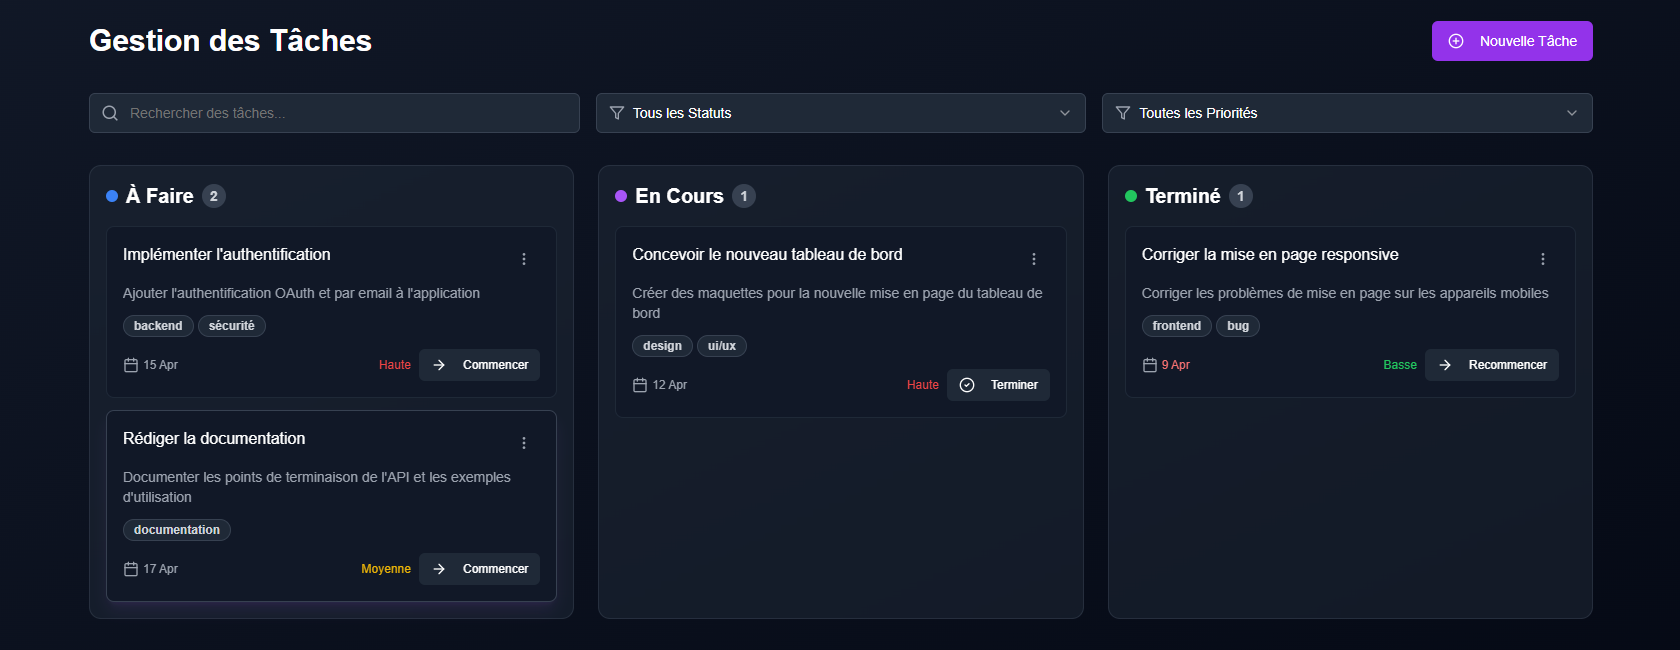 Gestion des Tâches
Nouvelle Tâche
Rechercher des tâches...
Tous les Statuts
Toutes les Priorités
À Faire 2
Implémenter l'authentification
Ajouter l'authentification OAuth et par email à l'application
backend sécurité
15 Apr Haute Commencer
Rédiger la documentation
Documenter les points de terminaison de l'API et les exemples
d'utilisation
documentation
17 Apr Moyenne Commencer
En Cours 1
Concevoir le nouveau tableau de bord
Créer des maquettes pour la nouvelle mise en page du tableau de
bord
design ui/ux
12 Apr Haute Terminer
Terminé 1
Corriger la mise en page responsive
Corriger les problèmes de mise en page sur les appareils mobiles
frontend bug
9 Apr Basse Recommencer